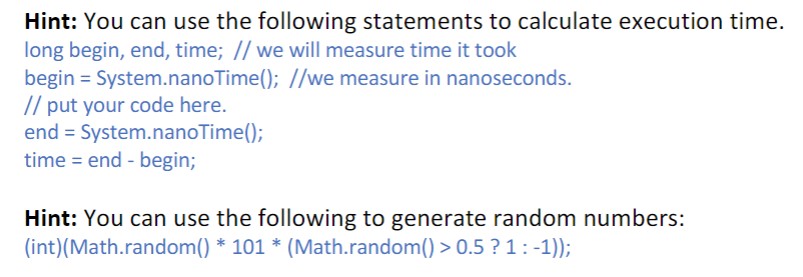 Hint: You can use the following statements to calculate execution time.
long begin, end, time; // we will measure time it took
begin = System.nanoTime(); //we measure in nanoseconds.
// put your code here.
end = System.nanoTime();
time = end - begin;
Hint: You can use the following to generate random numbers:
(int)(Math.random() * 101 * (Math.random() > 0.5 ? 1 : -1));